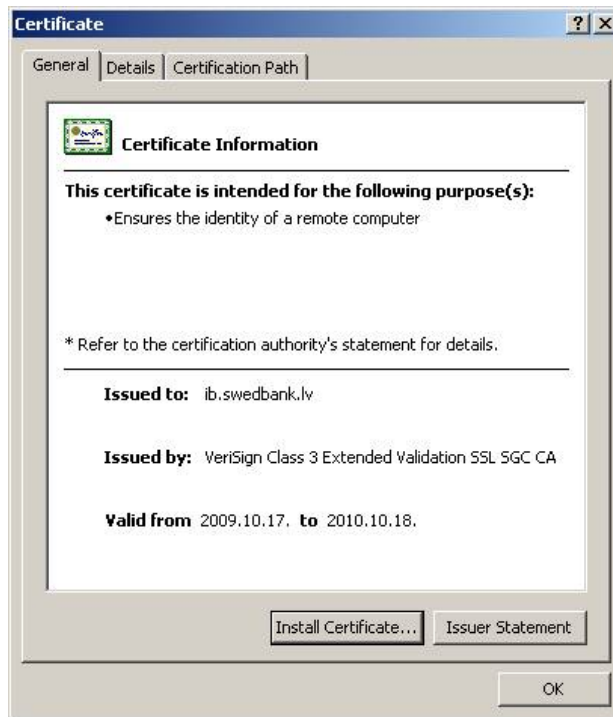 Certificate
General Details Certification Path
Certificate Information
This certificate is intended for the following purpose(s):
•Ensures the identity of a remote computer
* Refer to the certification authority's statement for details.
Issued to: ib.swedbank.lv
Issued by: VeriSign Class 3 Extended Validation SSL SGC CA
Valid from 2009.10.17. to 2010.10.18.
Install Certificate... Issuer Statement
OK